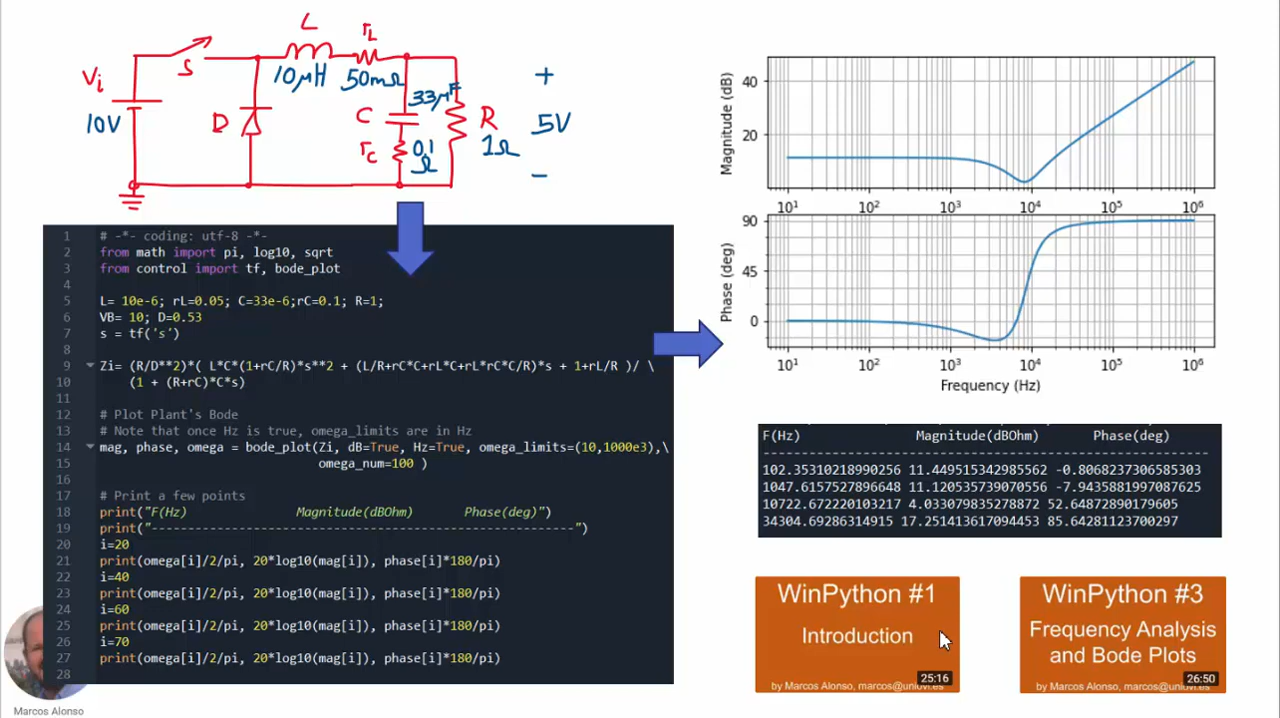 L
rL
Vi
S
10V
10μH
50mΩ
33μF
C
D
rC
0.1
Ω
R
1Ω
+
5V
-
1 # -*- coding: utf-8 -*-
2 from math import pi, log10, sqrt
3 from control import tf, bode_plot
4
5 L= 10e-6; rL=0.05; C=33e-6;rC=0.1; R=1;
6 VB= 10; D=0.53
7 s = tf('s')
8
9 Zi= (R/D**2)*( L*C*(1+rC/R)*s**2 + (L/R+rC*C+rL*C+rL*rC*C/R)*s + 1+rL/R )/ \
10 (1 + (R+rC)*C*s)
11
12 # Plot Plant's Bode
13 # Note that once Hz is true, omega_limits are in Hz
14 mag, phase, omega = bode_plot(Zi, dB=True, Hz=True, omega_limits=(10,1000e3),\
15 omega_num=100 )
16
17 # Print a few points
18 print("F(Hz) Magnitude(dBOhm) Phase(deg)")
19 print("-----------------------------------------------------------")
20 i=20
21 print(omega[i]/2/pi, 20*log10(mag[i]), phase[i]*180/pi)
22 i=40
23 print(omega[i]/2/pi, 20*log10(mag[i]), phase[i]*180/pi)
24 i=60
25 print(omega[i]/2/pi, 20*log10(mag[i]), phase[i]*180/pi)
26 i=70
27 print(omega[i]/2/pi, 20*log10(mag[i]), phase[i]*180/pi)
28
Marcos Alonso
Magnitude (dB)
40
20
10¹ 10² 10³ 10⁴ 10⁵ 10⁶
Phase (deg)
90
45
0
10¹ 10² 10³ 10⁴ 10⁵ 10⁶
Frequency (Hz)
F(Hz) Magnitude(dBOhm) Phase(deg)
-----------------------------------------------------------
102.35310218990256 11.449515342985562 -0.8068237306585303
1047.6157527896648 11.120535739070556 -7.9435881997087625
10722.672220103217 4.033079835278872 52.64872890179605
34304.69286314915 17.251413617094453 85.64281123700297
WinPython #1
Introduction
25:16
by Marcos Alonso, marcos@uniovi.es
WinPython #3
Frequency Analysis
and Bode Plots
26:50
by Marcos Alonso, marcos@uniovi.es